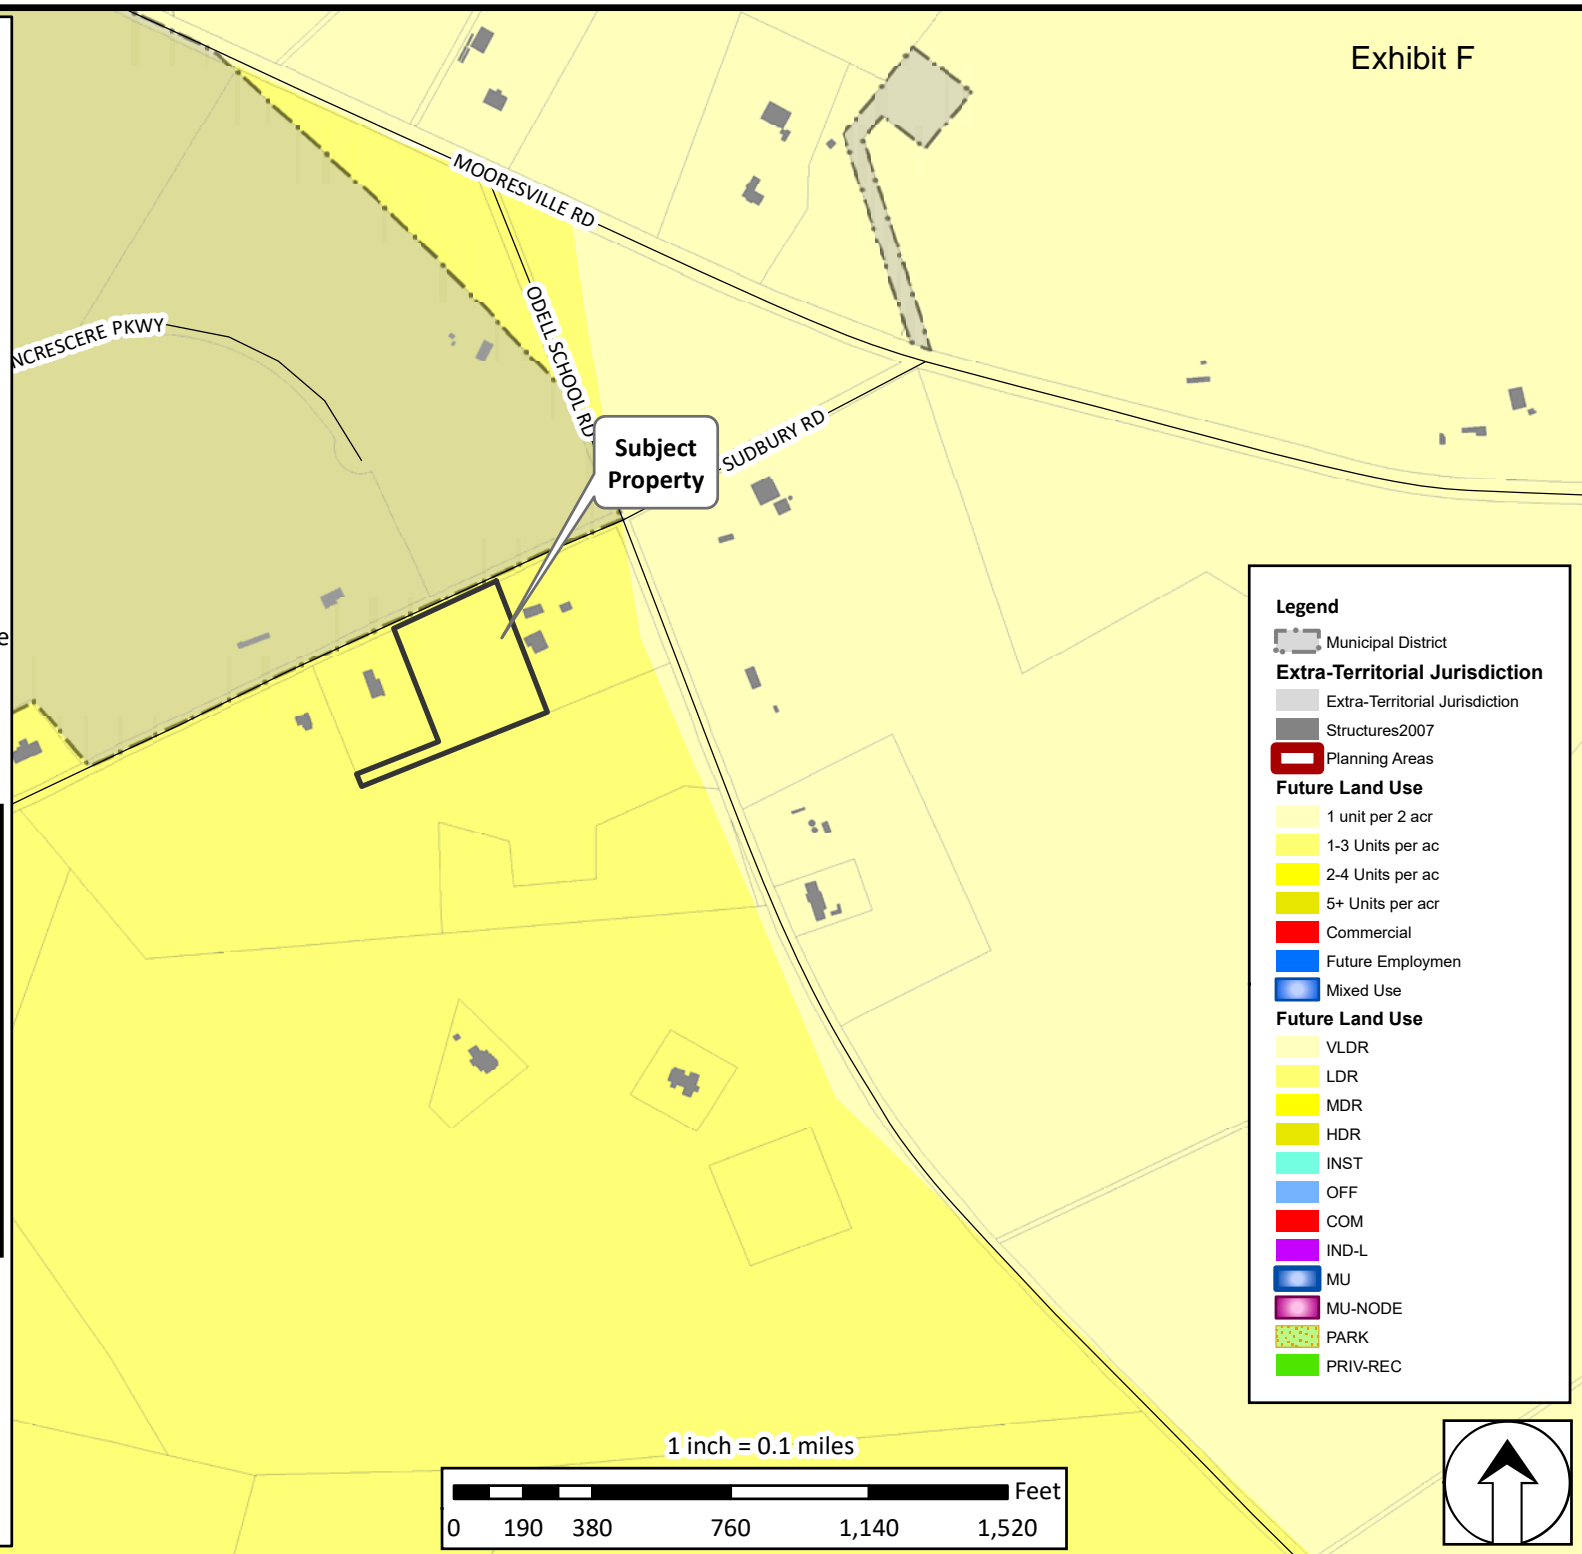 Exhibit F
MOORESVILLE RD
ODELL SCHOOL RD
NCRESCERE PKWY
SUDBURY RD
Subject
Property
e
Legend
Municipal District
Extra-Territorial Jurisdiction
Extra-Territorial Jurisdiction
Structures2007
Planning Areas
Future Land Use
1 unit per 2 acr
1-3 Units per ac
2-4 Units per ac
5+ Units per acr
Commercial
Future Employmen
Mixed Use
Future Land Use
VLDR
LDR
MDR
HDR
INST
OFF
COM
IND-L
MU
MU-NODE
PARK
PRIV-REC
1 inch = 0.1 miles
Feet
0 190 380 760 1,140 1,520